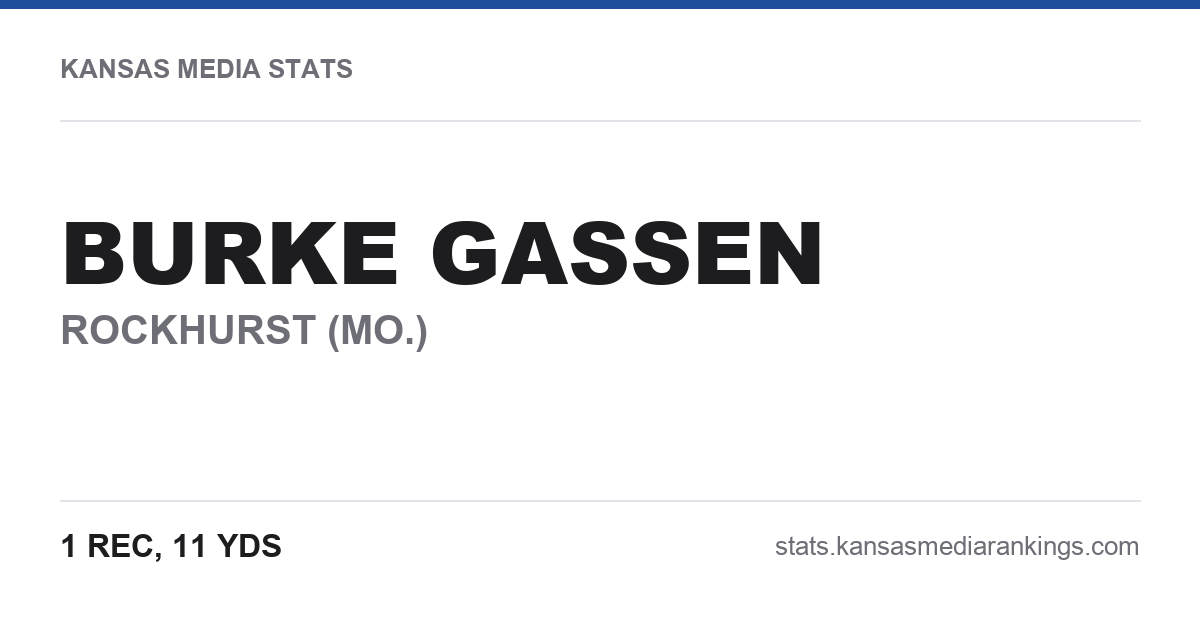 KANSAS MEDIA STATS
BURKE GASSEN
ROCKHURST (MO.)
1 REC, 11 YDS
stats.kansasmediarankings.com